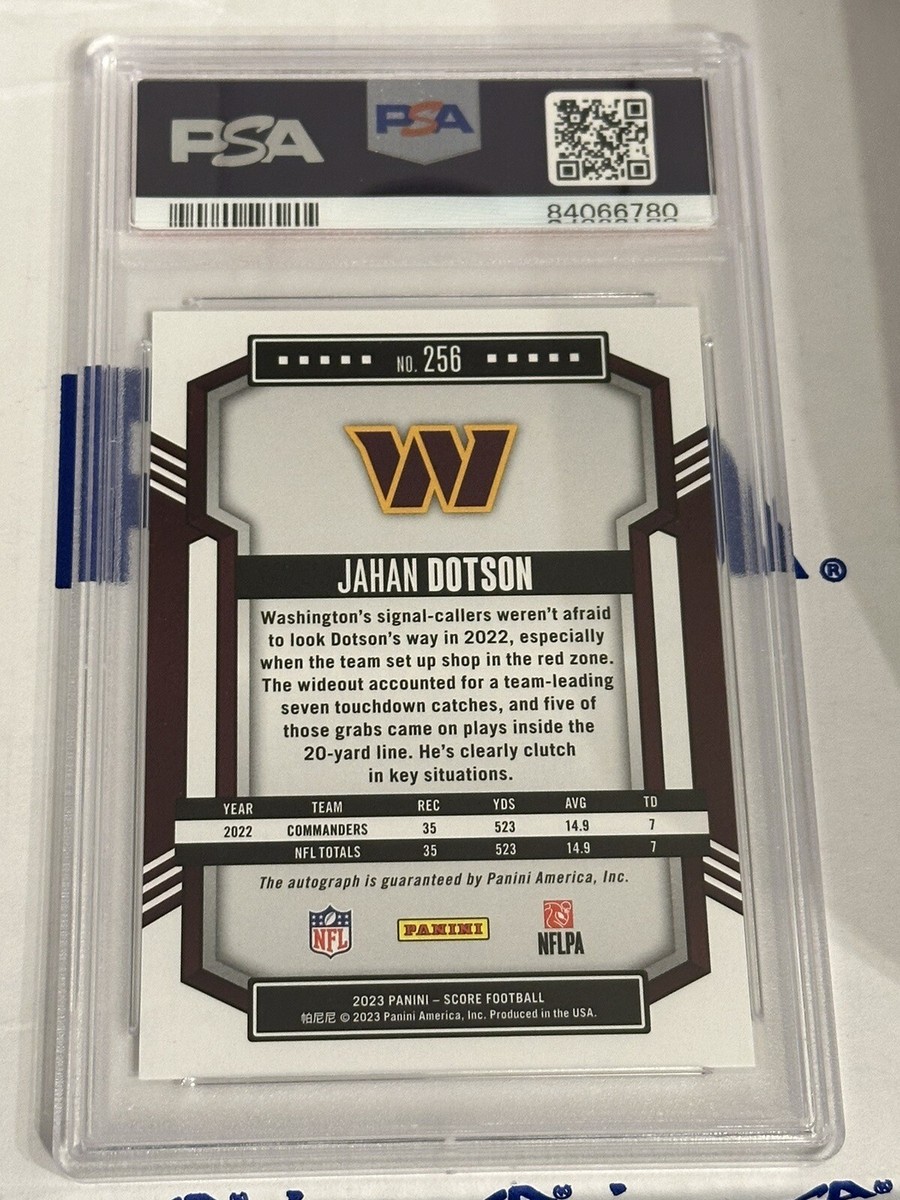 PSA
PSA
84066780
NO. 256
W
JAHAN DOTSON
Washington's signal-callers weren't afraid
to look Dotson's way in 2022, especially
when the team set up shop in the red zone.
The wideout accounted for a team-leading
seven touchdown catches, and five of
those grabs came on plays inside the
20-yard line. He's clearly clutch
in key situations.
YEAR TEAM REC YDS AVG TD
2022 COMMANDERS 35 523 14.9 7
NFL TOTALS 35 523 14.9 7
The autograph is guaranteed by Panini America, Inc.
NFL PANINI NFLPA
2023 PANINI – SCORE FOOTBALL
帕尼尼 © 2023 Panini America, Inc. Produced in the USA.
®